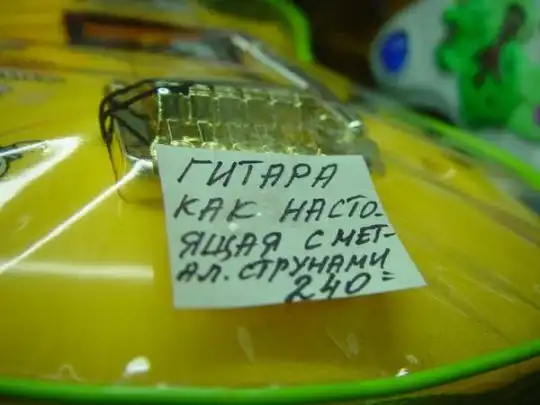 ГИТАРА
КАК НАСТО-
ЯЩАЯ С МЕТ-
АЛ. СТРУНАМИ
240=